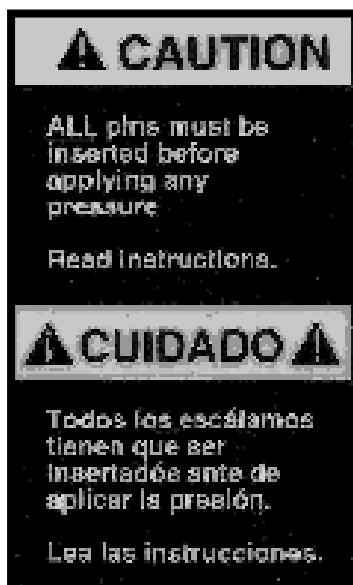 CAUTION
ALL pins must be
inserted before
applying any
pressure
Read instructions.
CUIDADO
Todos los escálamos
tienen que ser
insertados ante de
aplicar la presión.
Lea las instrucciones.